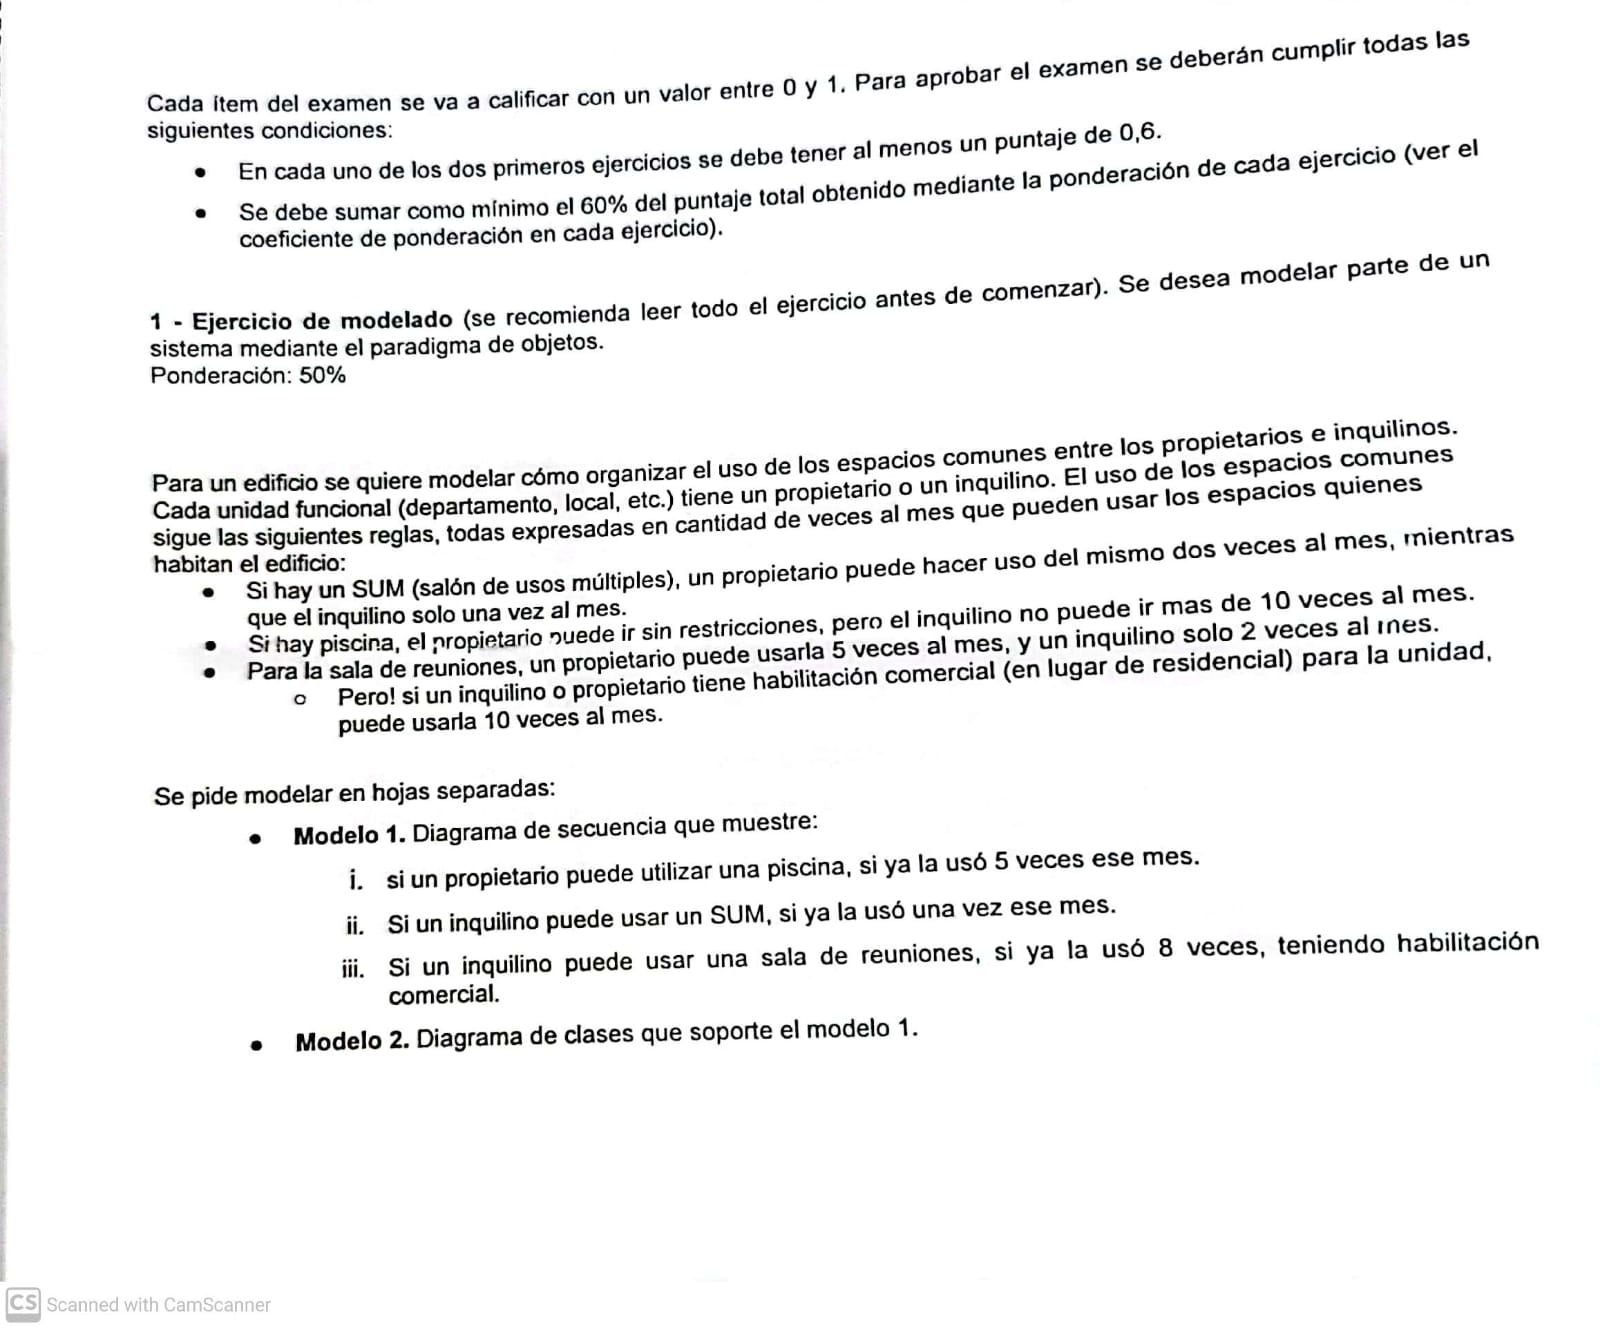 Cada ítem del examen se va a calificar con un valor entre 0 y 1. Para aprobar el examen se deberán cumplir todas las
siguientes condiciones:
• En cada uno de los dos primeros ejercicios se debe tener al menos un puntaje de 0,6.
• Se debe sumar como mínimo el 60% del puntaje total obtenido mediante la ponderación de cada ejercicio (ver el
coeficiente de ponderación en cada ejercicio).
1 - Ejercicio de modelado (se recomienda leer todo el ejercicio antes de comenzar). Se desea modelar parte de un
sistema mediante el paradigma de objetos.
Ponderación: 50%
Para un edificio se quiere modelar cómo organizar el uso de los espacios comunes entre los propietarios e inquilinos.
Cada unidad funcional (departamento, local, etc.) tiene un propietario o un inquilino. El uso de los espacios comunes
sigue las siguientes reglas, todas expresadas en cantidad de veces al mes que pueden usar los espacios quienes
habitan el edificio:
• Si hay un SUM (salón de usos múltiples), un propietario puede hacer uso del mismo dos veces al mes, mientras
que el inquilino solo una vez al mes.
• Si hay piscina, el propietario puede ir sin restricciones, pero el inquilino no puede ir mas de 10 veces al mes.
• Para la sala de reuniones, un propietario puede usarla 5 veces al mes, y un inquilino solo 2 veces al mes.
o Pero! si un inquilino o propietario tiene habilitación comercial (en lugar de residencial) para la unidad,
puede usarla 10 veces al mes.
Se pide modelar en hojas separadas:
• Modelo 1. Diagrama de secuencia que muestre:
i. si un propietario puede utilizar una piscina, si ya la usó 5 veces ese mes.
ii. Si un inquilino puede usar un SUM, si ya la usó una vez ese mes.
iii. Si un inquilino puede usar una sala de reuniones, si ya la usó 8 veces, teniendo habilitación
comercial.
• Modelo 2. Diagrama de clases que soporte el modelo 1.
CS Scanned with CamScanner